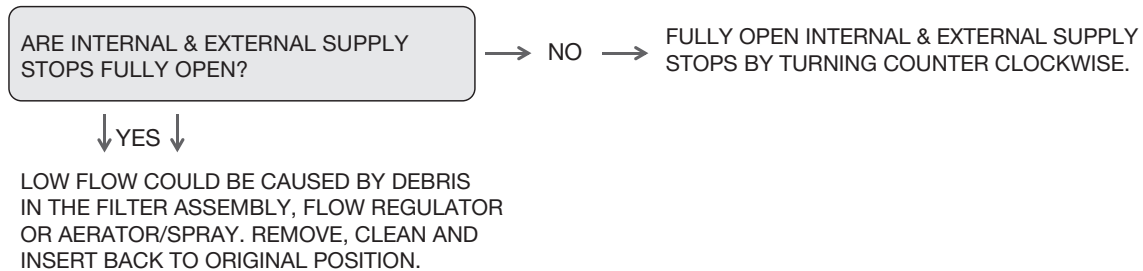 ARE INTERNAL & EXTERNAL SUPPLY
STOPS FULLY OPEN?
NO
FULLY OPEN INTERNAL & EXTERNAL SUPPLY
STOPS BY TURNING COUNTER CLOCKWISE.
YES
LOW FLOW COULD BE CAUSED BY DEBRIS
IN THE FILTER ASSEMBLY, FLOW REGULATOR
OR AERATOR/SPRAY. REMOVE, CLEAN AND
INSERT BACK TO ORIGINAL POSITION.